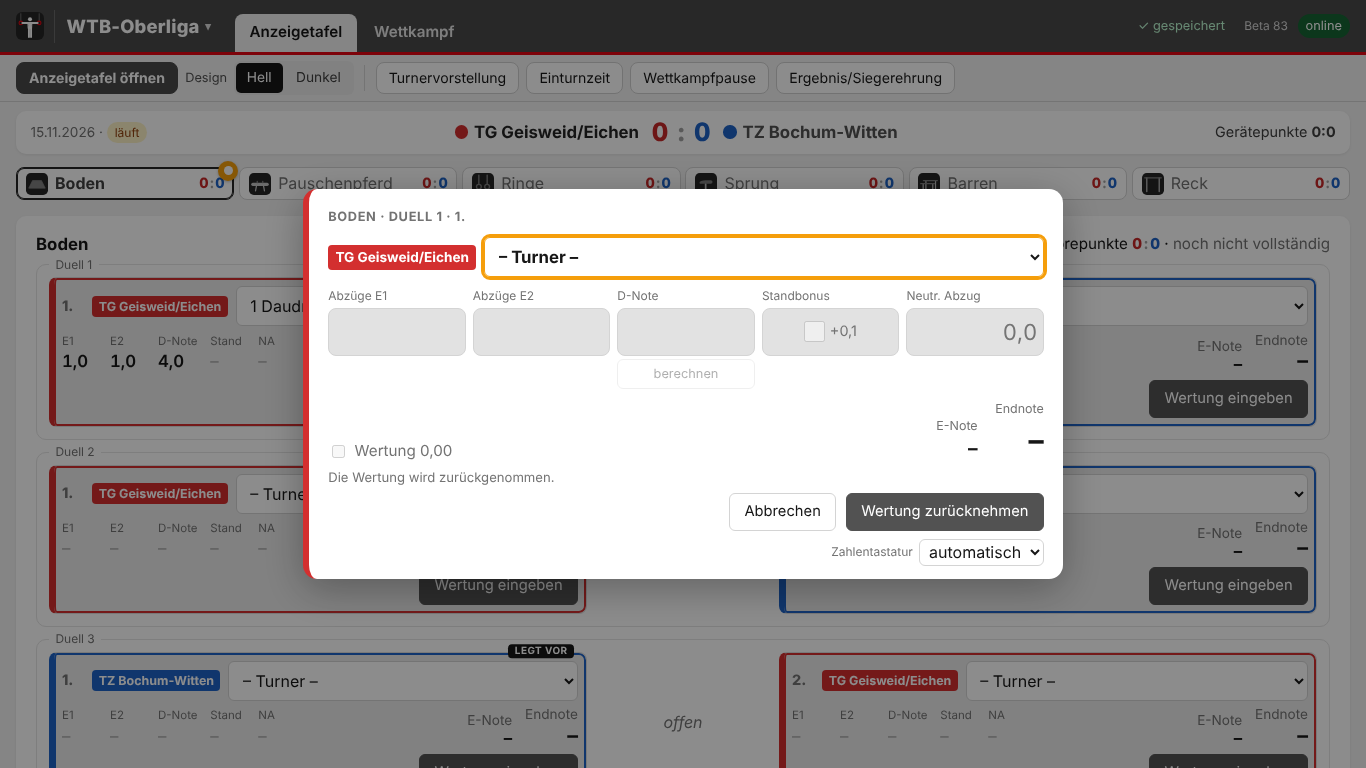 WTB-Oberliga ▾ Anzeigetafel Wettkampf ✓ gespeichert Beta 83 online
Anzeigetafel öffnen Design Hell Dunkel Turnervorstellung Einturnzeit Wettkampfpause Ergebnis/Siegerehrung
15.11.2026 · läuft TG Geisweid/Eichen 0 : 0 TZ Bochum-Witten Gerätepunkte 0:0
Boden 0:0 Pauschenpferd 0:0 Ringe 0:0 Sprung 0:0 Barren 0:0 Reck 0:0
Boden repunkte 0:0 · noch nicht vollständig
Duell 1
1. TG Geisweid/Eichen 1 Daud
E1 E2 D-Note Stand NA
1,0 1,0 4,0 – –
E-Note Endnote
– –
Wertung eingeben
BODEN · DUELL 1 · 1.
TG Geisweid/Eichen – Turner –
Abzüge E1 Abzüge E2 D-Note Standbonus Neutr. Abzug
+0,1 0,0
berechnen
E-Note Endnote
– –
Wertung 0,00
Die Wertung wird zurückgenommen.
Abbrechen Wertung zurücknehmen
Zahlentastatur automatisch
Duell 2
1. TG Geisweid/Eichen – Turne
E1 E2 D-Note Stand NA
– – – – –
Wertung eingeben
E-Note Endnote
– –
Wertung eingeben
Duell 3
LEGT VOR
1. TZ Bochum-Witten – Turner –
E1 E2 D-Note Stand NA E-Note Endnote
– – – – – – –
offen
2. TG Geisweid/Eichen – Turner –
E1 E2 D-Note Stand NA E-Note Endnote
– – – – – – –